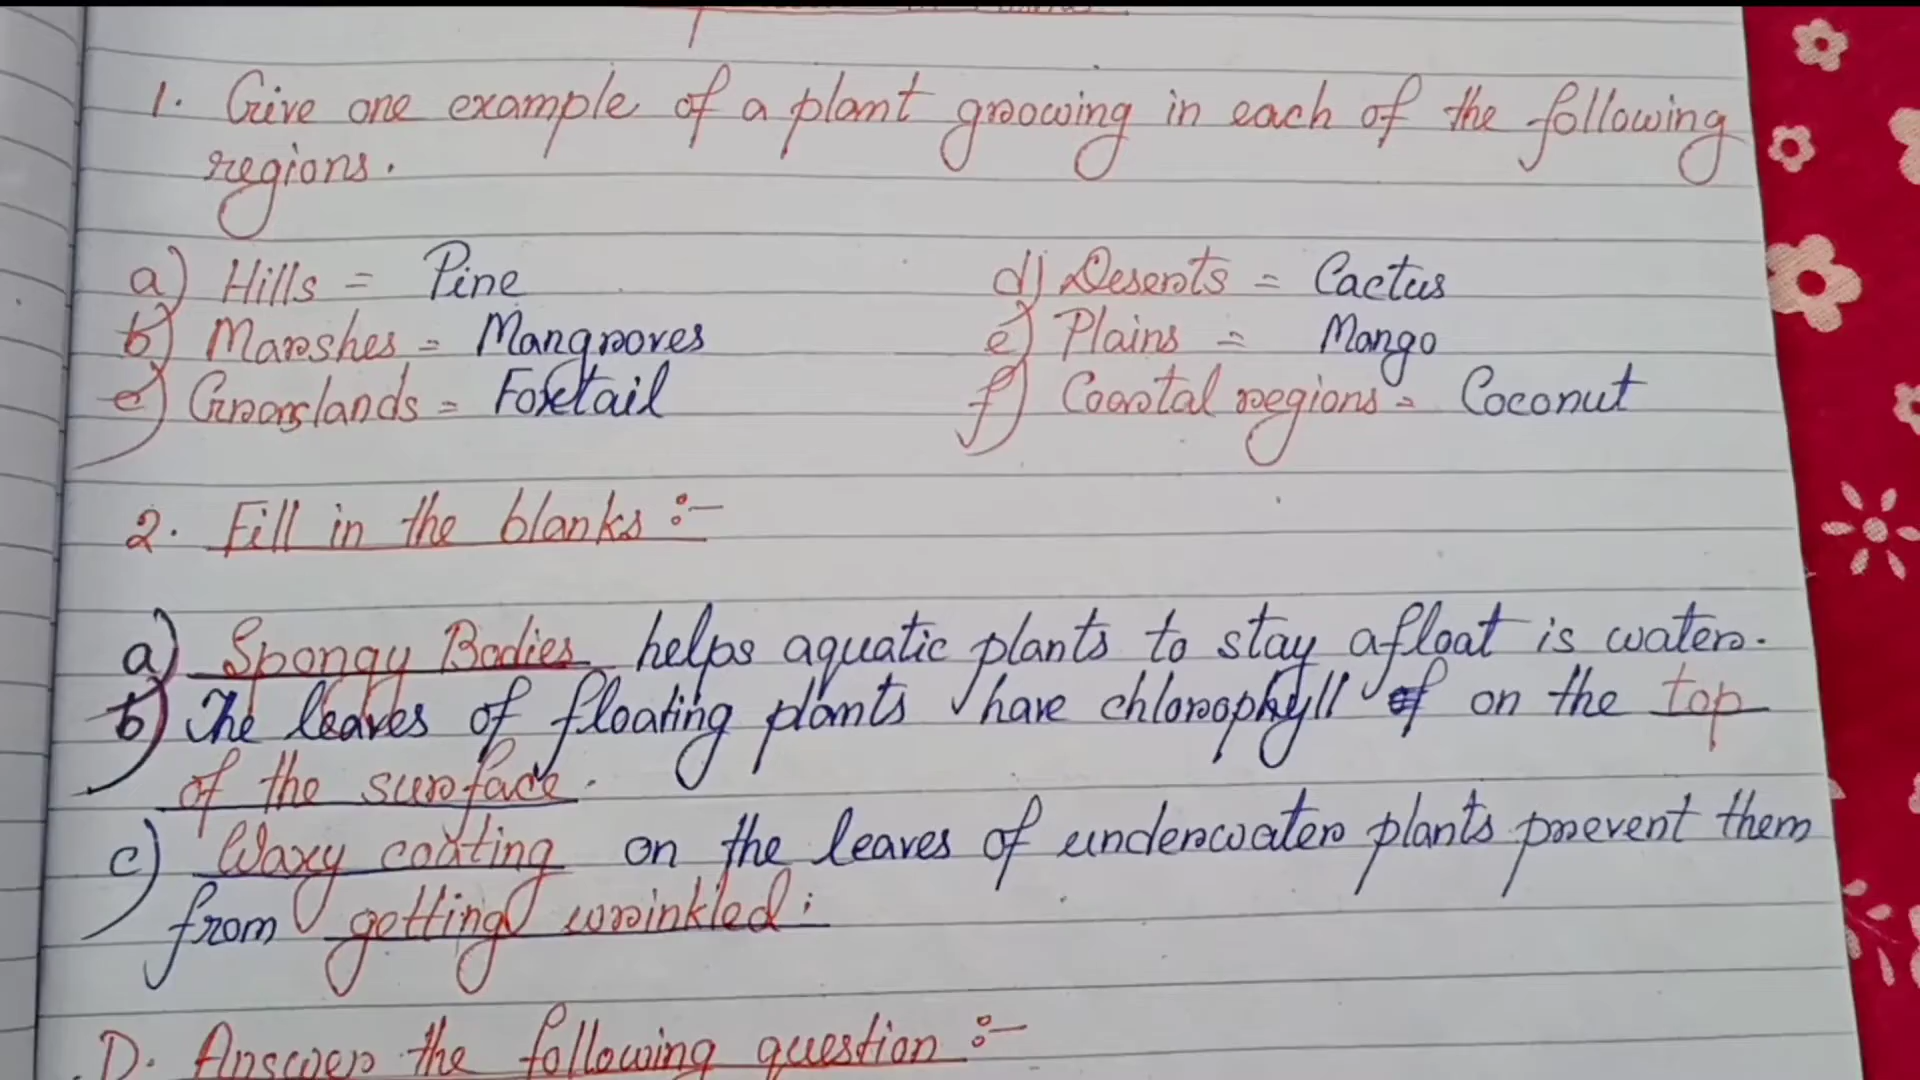 1. Give one example of a plant growing in each of the following
regions.
a) Hills = Pine
d) Deserts = Cactus
b) Marshes = Mangroves
e) Plains = Mango
c) Grasslands = Foxtail
f) Coastal regions = Coconut
2. Fill in the blanks :-
a) Spongy Bodies helps aquatic plants to stay afloat is water.
b) The leaves of floating plants have chlorophyll of on the top
of the surface.
c) Waxy coating on the leaves of underwater plants prevent them
from getting wrinkled.
D. Answer the following question :-